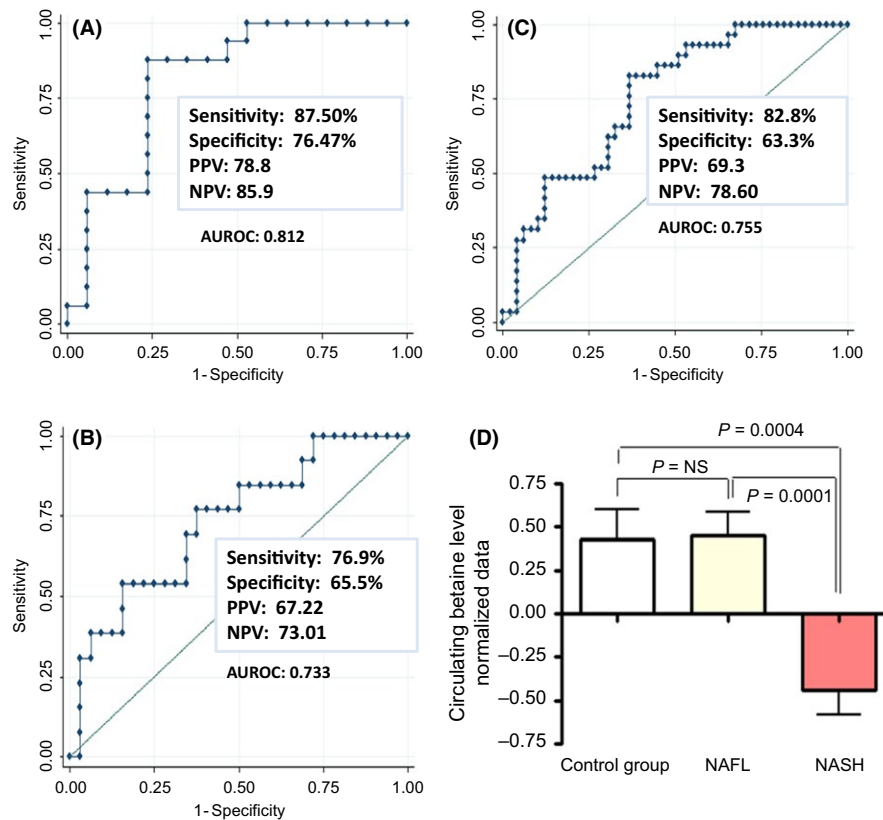 (A)
Sensitivity
1.00
0.75
0.50
0.25
0.00
Sensitivity: 87.50%
Specificity: 76.47%
PPV: 78.8
NPV: 85.9
AUROC: 0.812
0.00 0.25 0.50 0.75 1.00
1-Specificity
(C)
Sensitivity
1.00
0.75
0.50
0.25
0.00
Sensitivity: 82.8%
Specificity: 63.3%
PPV: 69.3
NPV: 78.60
AUROC: 0.755
0.00 0.25 0.50 0.75 1.00
1-Specificity
(B)
Sensitivity
1.00
0.75
0.50
0.25
0.00
Sensitivity: 76.9%
Specificity: 65.5%
PPV: 67.22
NPV: 73.01
AUROC: 0.733
0.00 0.25 0.50 0.75 1.00
1-Specificity
(D)
P = 0.0004
P = NS
P = 0.0001
Circulating betaine level
normalized data
0.75
0.50
0.25
0.00
–0.25
–0.50
–0.75
Control group NAFL NASH